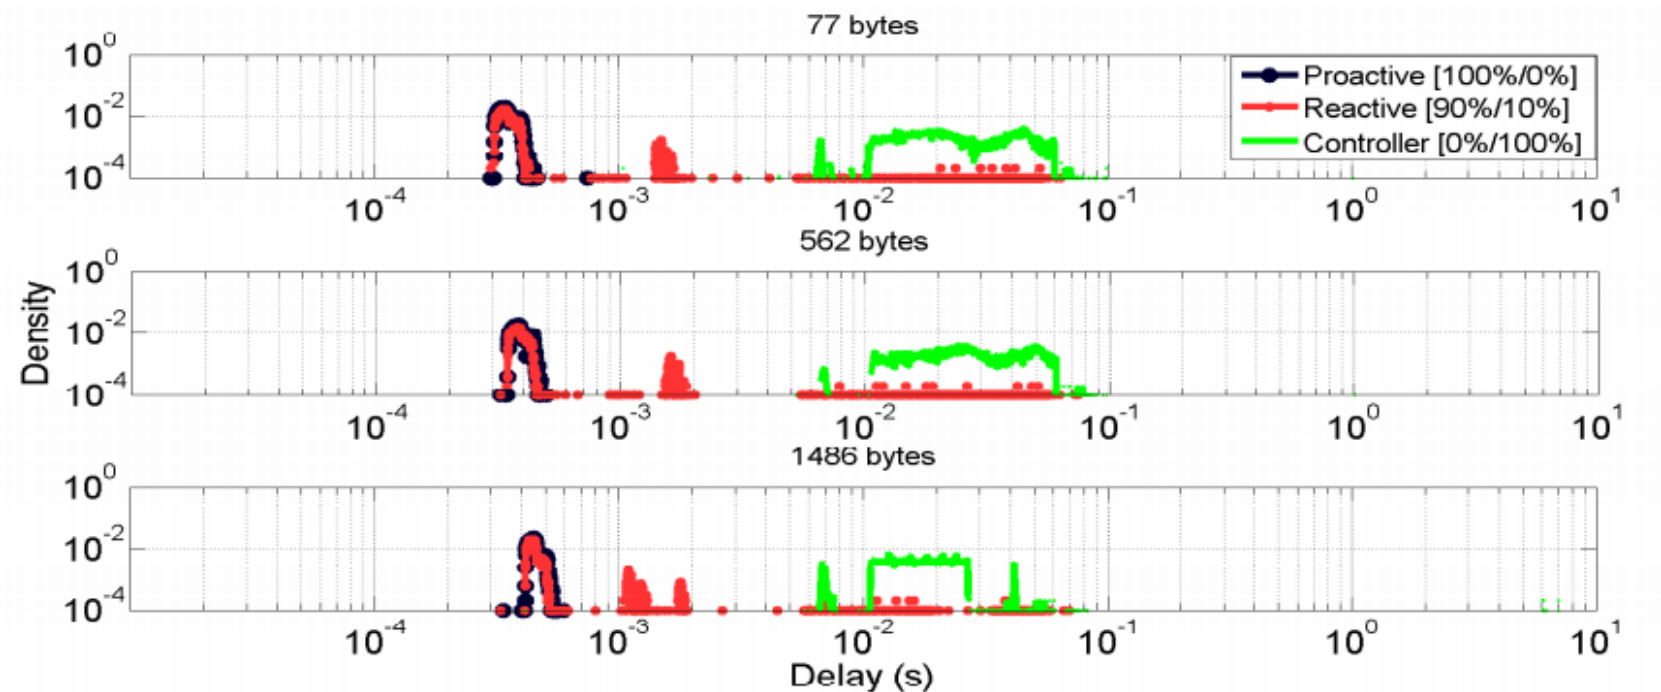 77 bytes
10^0
10^-2
10^-4
Proactive [100%/0%]
Reactive [90%/10%]
Controller [0%/100%]
10^-4 10^-3 10^-2 10^-1 10^0 10^1
562 bytes
Density
10^0
10^-2
10^-4
10^-4 10^-3 10^-2 10^-1 10^0 10^1
1486 bytes
10^0
10^-2
10^-4
10^-4 10^-3 10^-2 10^-1 10^0 10^1
Delay (s)